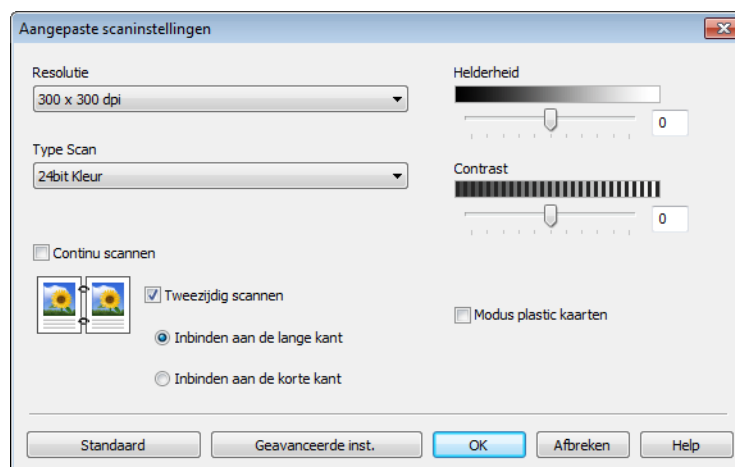 Aangepaste scaninstellingen
Resolutie
300 x 300 dpi
Type Scan
24bit Kleur
Continu scannen
Tweezijdig scannen
Inbinden aan de lange kant
Inbinden aan de korte kant
Helderheid
0
Contrast
0
Modus plastic kaarten
Standaard
Geavanceerde inst.
OK
Afbreken
Help